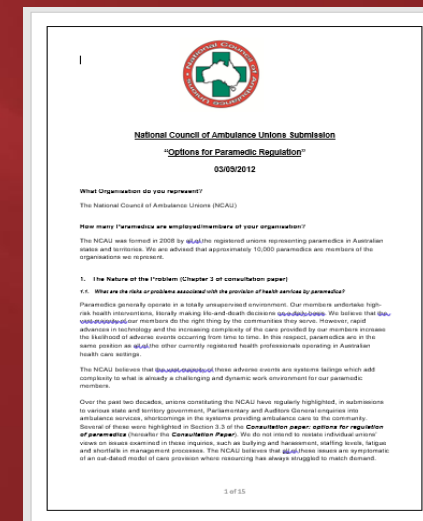 National Council of Ambulance Unions
National Council of Ambulance Unions Submission
"Options for Paramedic Regulation"
03/09/2012
What Organisation do you represent?
The National Council of Ambulance Unions (NCAU)
How many Paramedics are employed/members of your organisation?
The NCAU was formed in 2008 by all of the registered unions representing paramedics in Australian
states and territories. We are advised that approximately 10,000 paramedics are members of the
organisations we represent.
1. The Nature of the Problem (Chapter 3 of consultation paper)
1.1. What are the risks or problems associated with the provision of health services by paramedics?
Paramedics generally operate in a totally unsupervised environment. Our members undertake high-
risk health interventions, literally making life-and-death decisions on a daily basis. We believe that the
vast majority of our members do the right thing by the communities they serve. However, rapid
advances in technology and the increasing complexity of the care provided by our members increase
the likelihood of adverse events occurring from time to time. In this respect, paramedics are in the
same position as all of the other currently registered health professionals operating in Australian
health care settings.
The NCAU believes that the vast majority of these adverse events are systems failings which add
complexity to what is already a challenging and dynamic work environment for our paramedic
members.
Over the past two decades, unions constituting the NCAU have regularly highlighted, in submissions
to various state and territory government, Parliamentary and Auditors General enquiries into
ambulance services, shortcomings in the systems providing ambulance care to the community.
Several of these were highlighted in Section 3.3 of the Consultation paper: options for regulation
of paramedics (hereafter the Consultation Paper). We do not intend to restate individual unions'
views on issues examined in these inquiries, such as bullying and harassment, staffing levels, fatigue
and shortfalls in management processes. The NCAU believes that all of these issues are symptomatic
of an out-dated model of care provision where resourcing has always struggled to match demand.
1 of 15